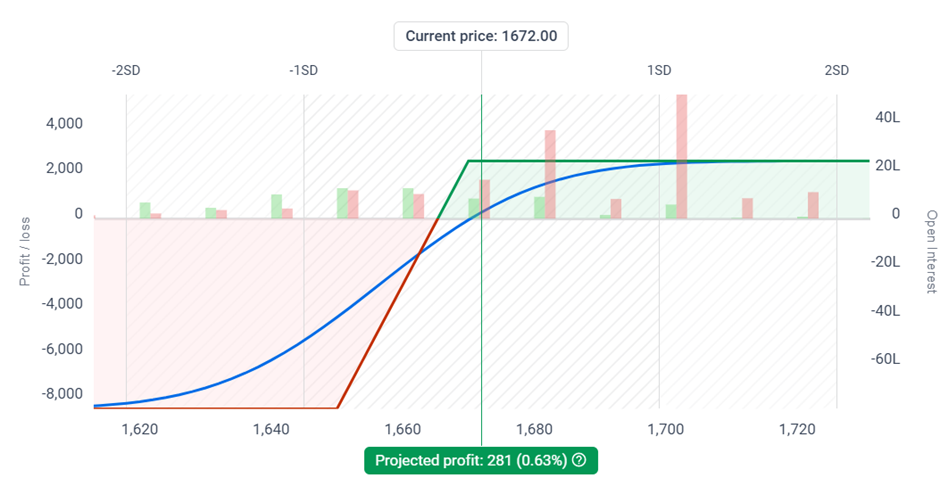 Current price: 1672.00
-2SD -1SD 1SD 2SD
4,000 40L
2,000 20L
0 0
-2,000 -20L
-4,000 -40L
-6,000 -60L
-8,000
Profit / loss
Open Interest
1,620 1,640 1,660 1,680 1,700 1,720
Projected profit: 281 (0.63%) ?